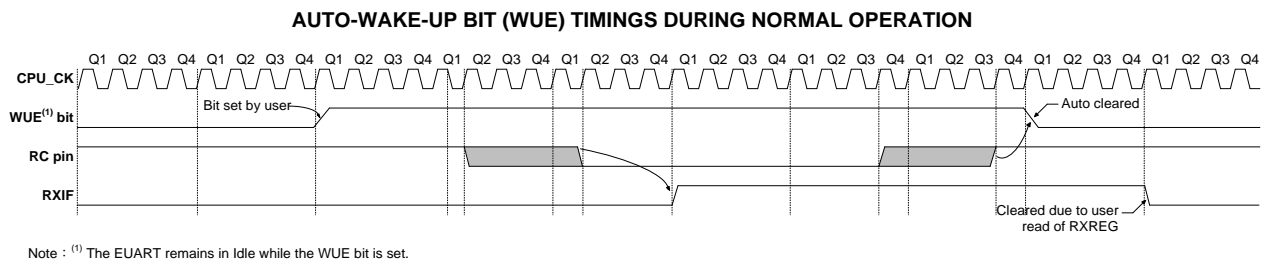 AUTO-WAKE-UP BIT (WUE) TIMINGS DURING NORMAL OPERATION
Q1 Q2 Q3 Q4 Q1 Q2 Q3 Q4 Q1 Q2 Q3 Q4 Q1 Q2 Q3 Q4 Q1 Q2 Q3 Q4 Q1 Q2 Q3 Q4 Q1 Q2 Q3 Q4 Q1 Q2 Q3 Q4 Q1 Q2 Q3 Q4 Q1 Q2 Q3 Q4
CPU_CK
Bit set by user
Auto cleared
WUE(1) bit
RC pin
RXIF
Cleared due to user
read of RXREG
Note : (1) The EUART remains in Idle while the WUE bit is set.